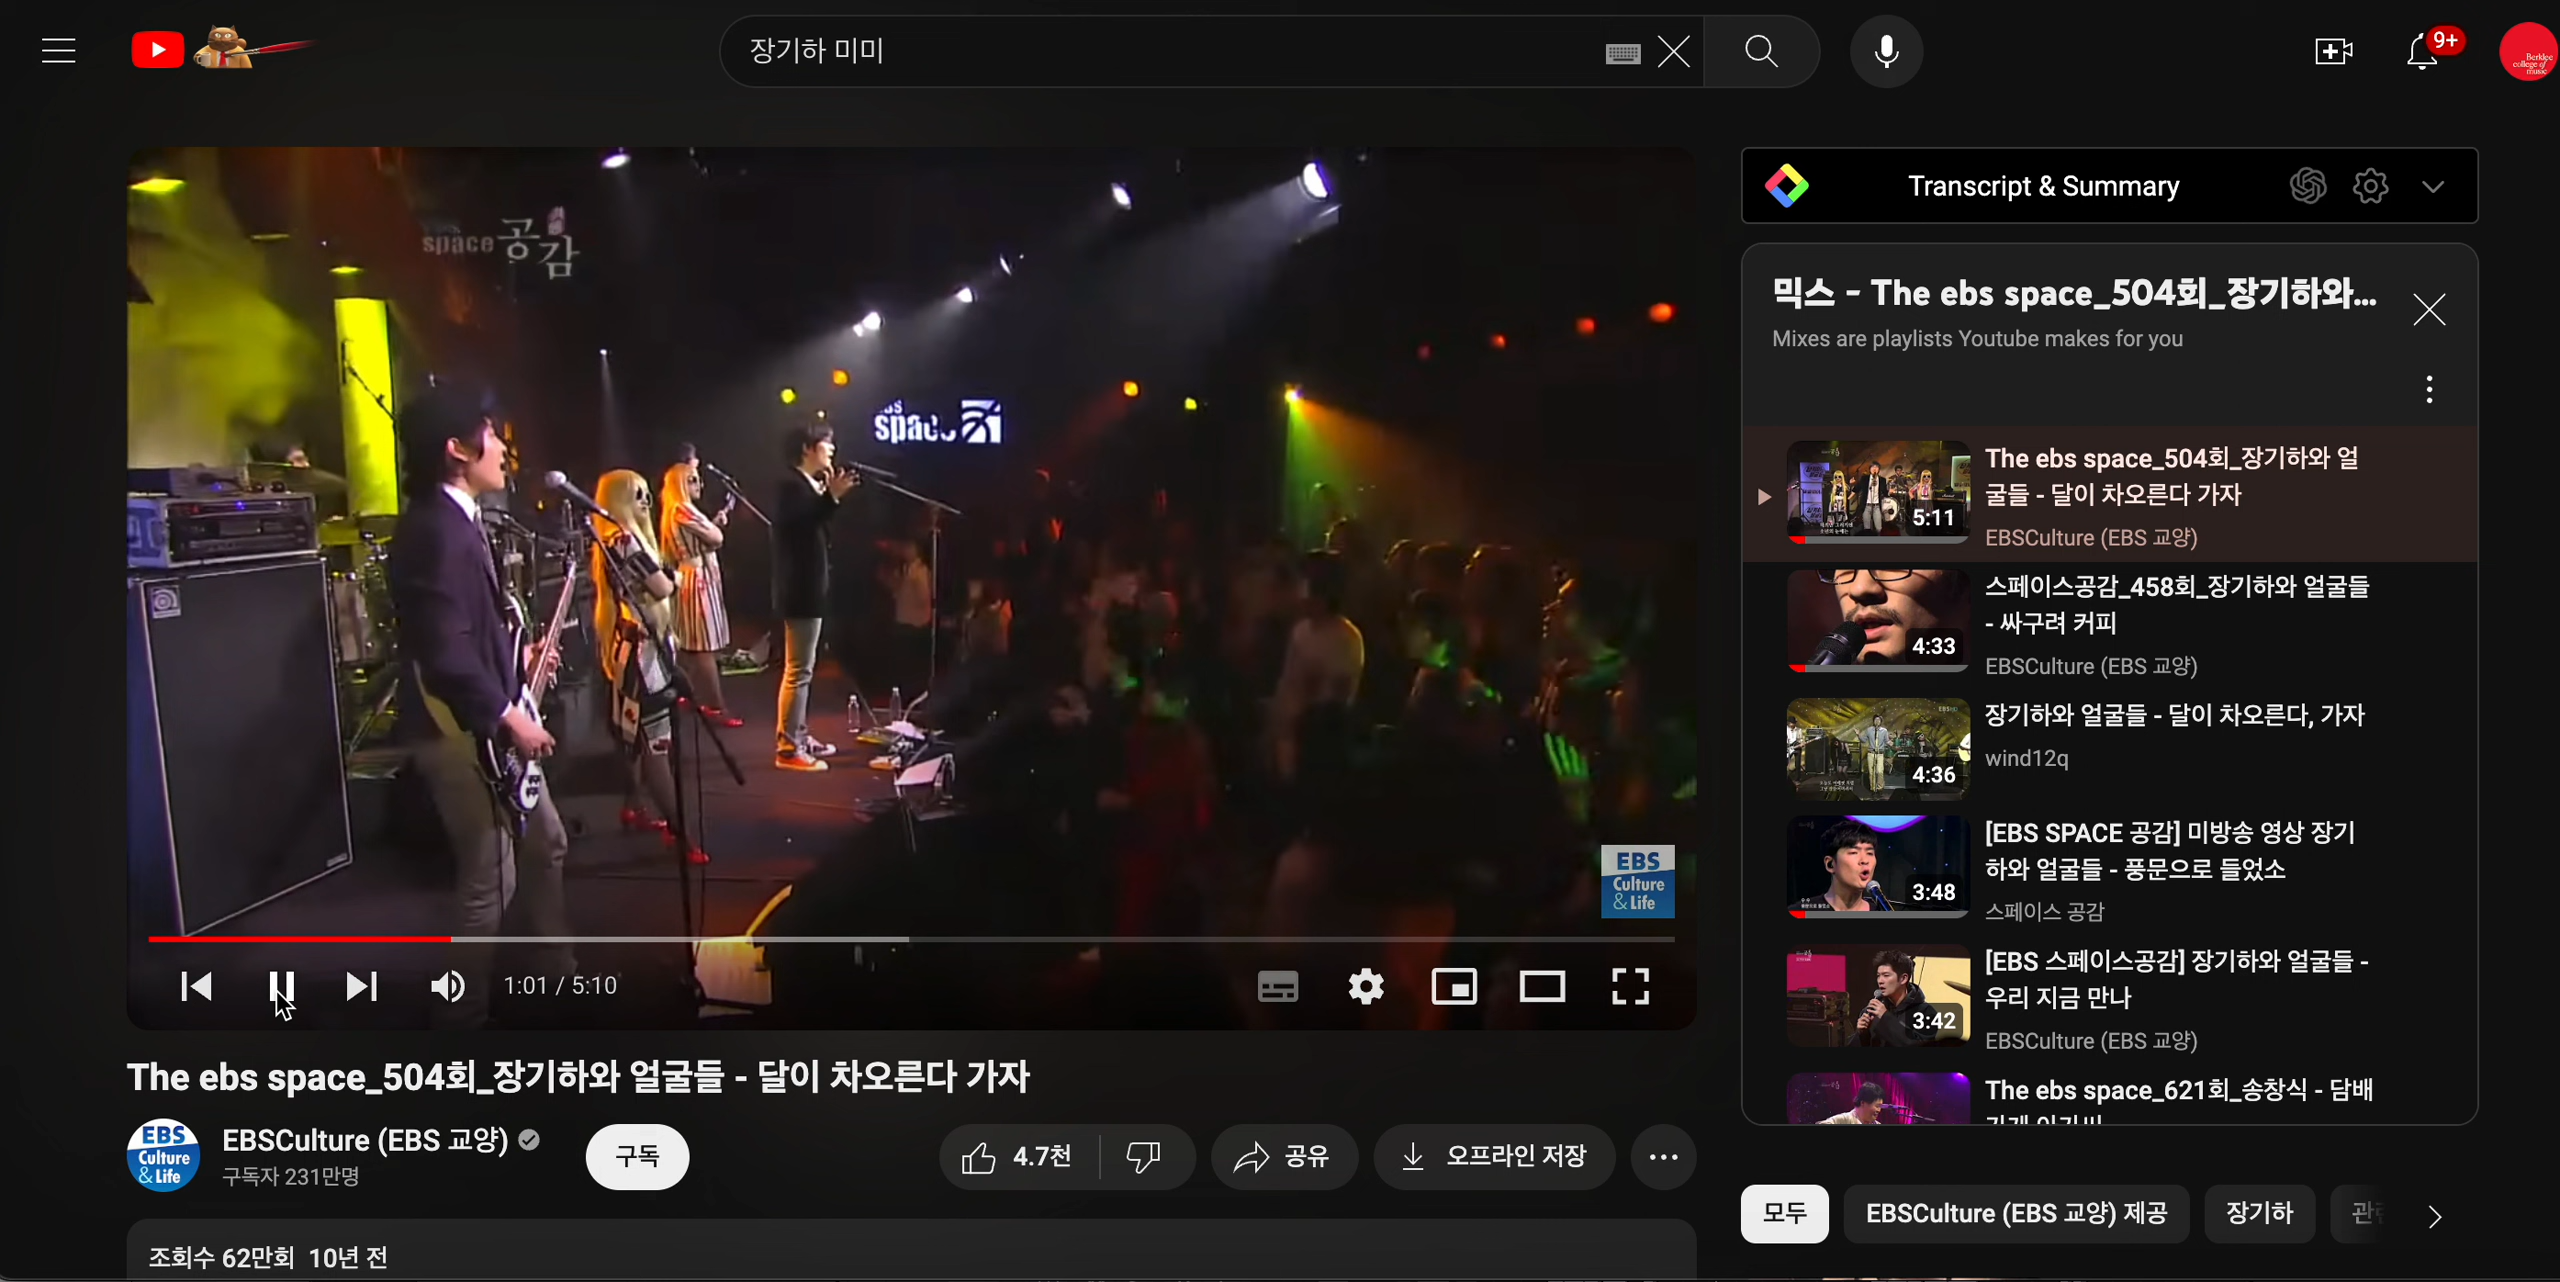 장기하 미미
9+
Berklee
college of
music
space 공감
ebs
space
EBS
Culture
& Life
1:01 / 5:10
The ebs space_504회_장기하와 얼굴들 - 달이 차오른다 가자
EBS
Culture
& Life
EBSCulture (EBS 교양)
구독자 231만명
구독
4.7천
공유
오프라인 저장
조회수 62만회 10년 전
Transcript & Summary
믹스 - The ebs space_504회_장기하와...
Mixes are playlists Youtube makes for you
5:11
The ebs space_504회_장기하와 얼
굴들 - 달이 차오른다 가자
EBSCulture (EBS 교양)
4:33
스페이스공감_458회_장기하와 얼굴들
- 싸구려 커피
EBSCulture (EBS 교양)
4:36
장기하와 얼굴들 - 달이 차오른다, 가자
wind12q
3:48
[EBS SPACE 공감] 미방송 영상 장기
하와 얼굴들 - 풍문으로 들었소
스페이스 공감
3:42
[EBS 스페이스공감] 장기하와 얼굴들 -
우리 지금 만나
EBSCulture (EBS 교양)
The ebs space_621회_송창식 - 담배
모두
EBSCulture (EBS 교양) 제공
장기하